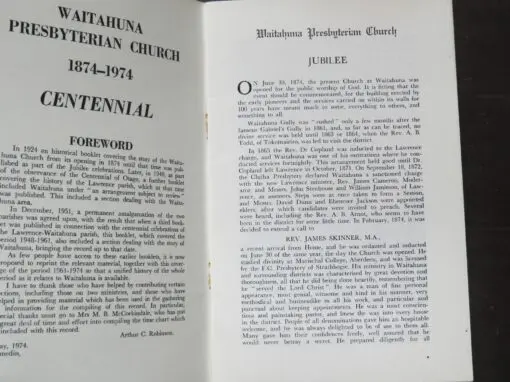 WAITAHUNA
PRESBYTERIAN CHURCH
1874-1974
CENTENNIAL
FOREWORD
In 1924 an historical booklet covering the story of the Waita-
huna Church from its opening in 1874 until that time was pub-
lished as part of the Jubilee celebrations. Later, in 1948, as part
of the observance of the Centennial of Otago, a further booklet
covering the history of the Lawrence parish, which at that time
included Waitahuna under "an arrangement subject to review"
was published. This included a section dealing with the Waita-
huna area.
In December, 1951, a permanent amalgamation of the two
parishes was agreed upon, with the result that when a third book-
let was published in connection with centennial celebrations of
the Lawrence-Waitahuna parish, this booklet, which covered the
period 1948-1961, also included a section dealing with the story of
Waitahuna, bringing the record up to that date.
As few people have access to these earlier booklets, it is now
proposed to reprint the relevant material, together with this inven-
of the period 1961-1974 so that a unified history of the whole
period as it relates to Waitahuna is available.
I have to thank those who have helped by contributing certain
sections, including those on two ministers, and those who have
helped in providing material which has been used in the gathering
information for the compiling of this record. In particular,
special thanks must go to Mrs M. B. McCorkindale, who has put
great deal of time and effort into compiling the time chart which
included with this record.
Arthur C. Robinson.
ay, 1974.
Waitahuna Presbyterian Church
JUBILEE
ON June 30, 1874, the present Church at Waitahuna was
opened for the public worship of God. It is fitting that the
event should be commemorated, for the building erected by
the early pioneers and the services carried on within its walls for
100 years have meant much to some, everything to others, and
something to all.
Waitahuna Gully was "rushed" only a few months after the
famous Gabriel's Gully in 1861, and, as far as can be traced, no
divine service was held until 1863 or 1864, when the Rev. A. B.
Todd, of Tokomairiro, was led to visit the district.
In 1865 the Rev. Dr Copland was inducted to the Lawrence
charge, and Waitahuna was one of his outstations where he con-
ducted services fortnightly. This arrangement held good until Dr.
Copland left Lawrence in October, 1871. On September 18, 1872,
the Clutha Presbytery declared Waitahuna a sanctioned charge
with the new Lawrence minister, Rev. James Cameron, Moder-
ator and Messrs. John Strenbom and William Jamieson, of Law-
rence, as assessors. Steps were at once taken to form a Session,
and Messrs David Dunn and Ebenezer Jackson were appointed
elders, after which candidates were invited to preach. Several
were heard, including the Rev. A. B. Arnot, who seems to have
been in the district for some little time. In February, 1874, it was
decided to extend a call to
REV. JAMES SKINNER, M.A.,
a recent arrival from Home, and he was ordained and inducted
on June 30 of the same year, the day the Church was opened. He
studied divinity at Marischal College, Aberdeen, and was licensed
by the F.C. Presbytery of Strathbogie. His ministry in Waitahuna
and surrounding districts was characterised by great devotion and
thoroughness, all that he did being done heartily, remembering that
he "served the Lord Christ". He was a man of fine personal
appearance, most genial, winsome and kind in his manner, very
methodical and businesslike in all his work, and particular and
punctual about keeping appointments. He was a most conscien-
tious and painstaking pastor, and knew the way into every house
in the district. People of all denominations gave him an hospitable
welcome, and he was always delighted to be of use to them all.
Many gave him their confidences freely, well assured that he
would never betray a secret. He prepared diligently for all